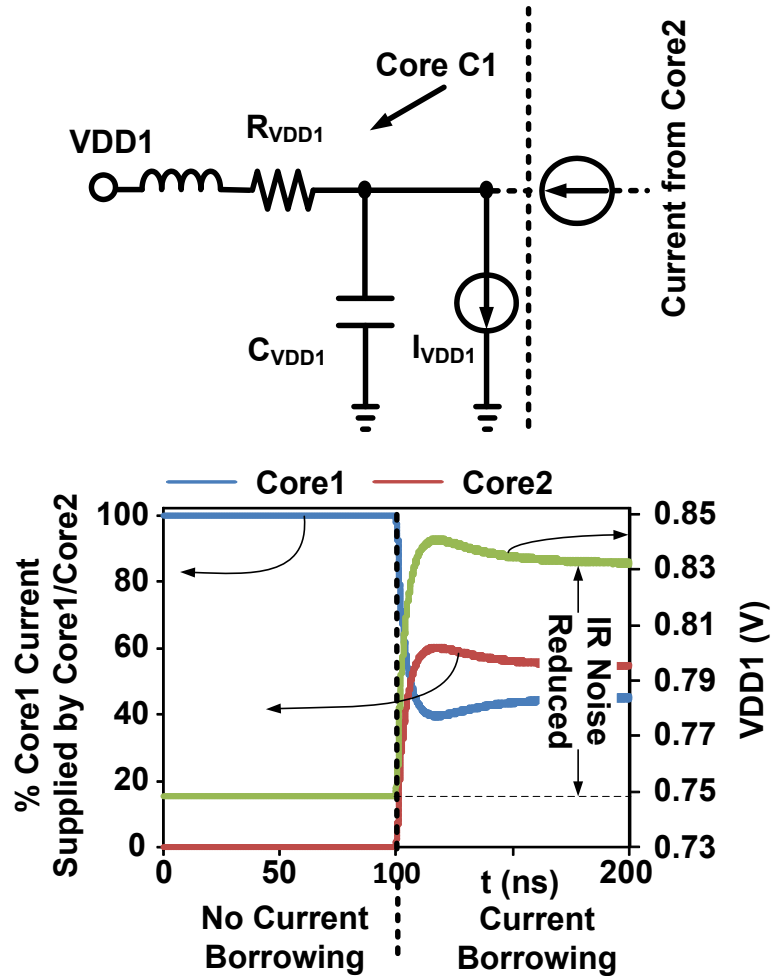 Core C1
VDD1
RVDD1
CVDD1
IVDD1
Current from Core2
Core1
Core2
% Core1 Current
Supplied by Core1/Core2
100
80
60
40
20
0
0.85
0.83
0.81
0.79
0.77
0.75
0.73
VDD1 (V)
IR Noise
Reduced
0
50
100
t (ns)
200
No Current
Borrowing
Current
Borrowing